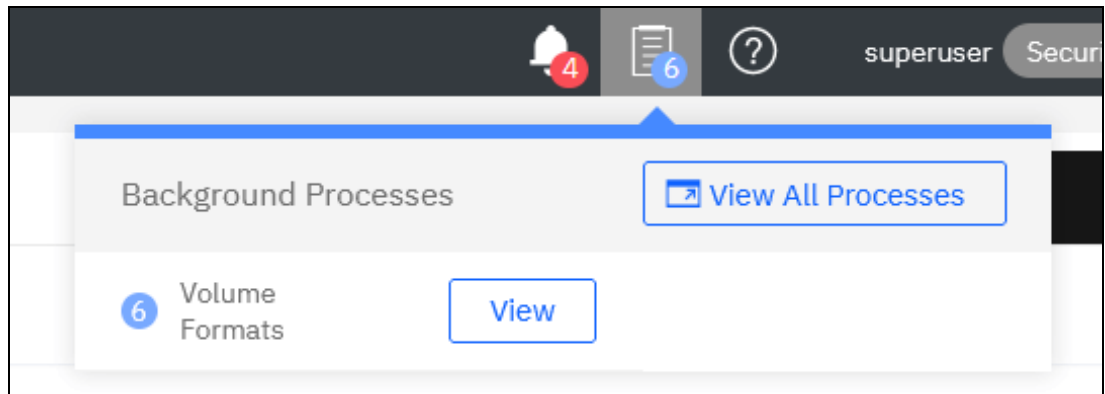 4 6 ? superuser Securi
Background Processes View All Processes
6 Volume
Formats
View